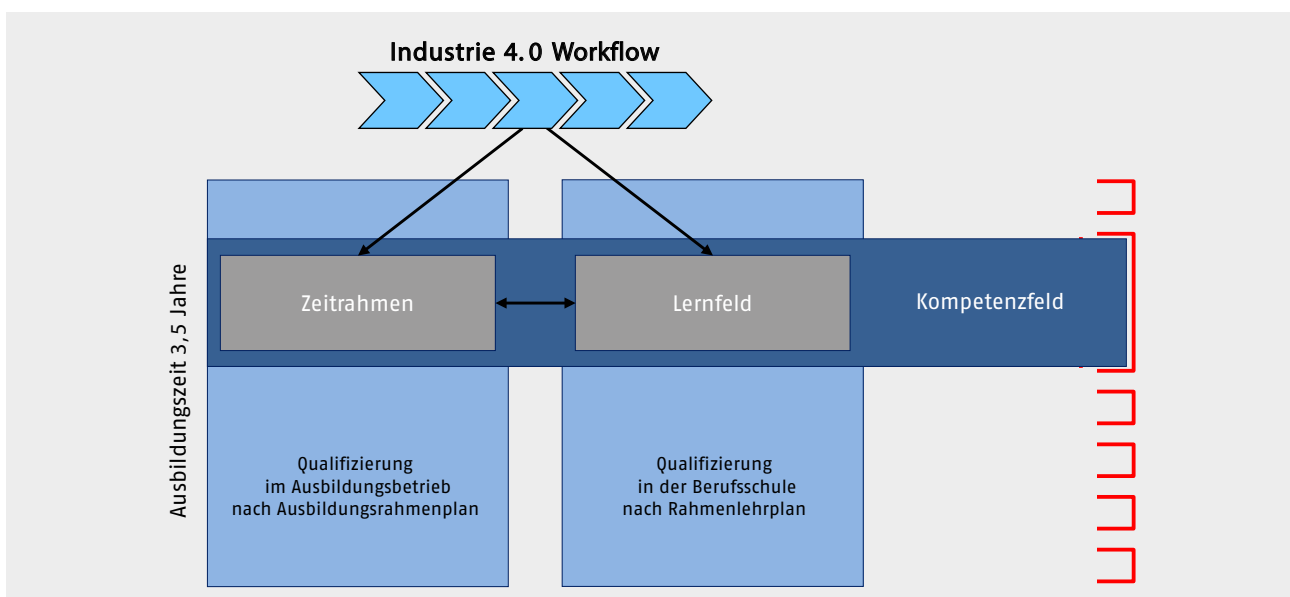 Industrie 4.0 Workflow
Ausbildungszeit 3,5 Jahre
Zeitrahmen
Lernfeld
Kompetenzfeld
Qualifizierung
im Ausbildungsbetrieb
nach Ausbildungsrahmenplan
Qualifizierung
in der Berufsschule
nach Rahmenlehrplan